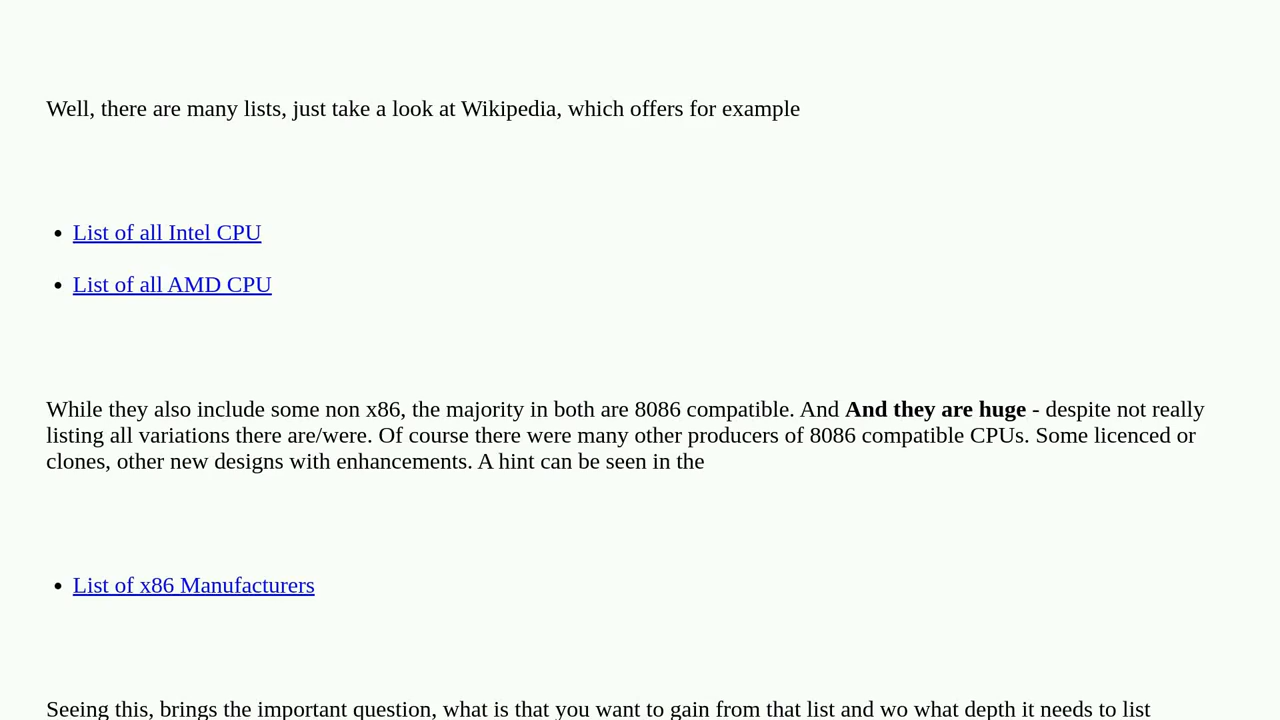 Well, there are many lists, just take a look at Wikipedia, which offers for example
• List of all Intel CPU
• List of all AMD CPU
While they also include some non x86, the majority in both are 8086 compatible. And And they are huge - despite not really
listing all variations there are/were. Of course there were many other producers of 8086 compatible CPUs. Some licenced or
clones, other new designs with enhancements. A hint can be seen in the
• List of x86 Manufacturers
Seeing this, brings the important question, what is that you want to gain from that list and wo what depth it needs to list